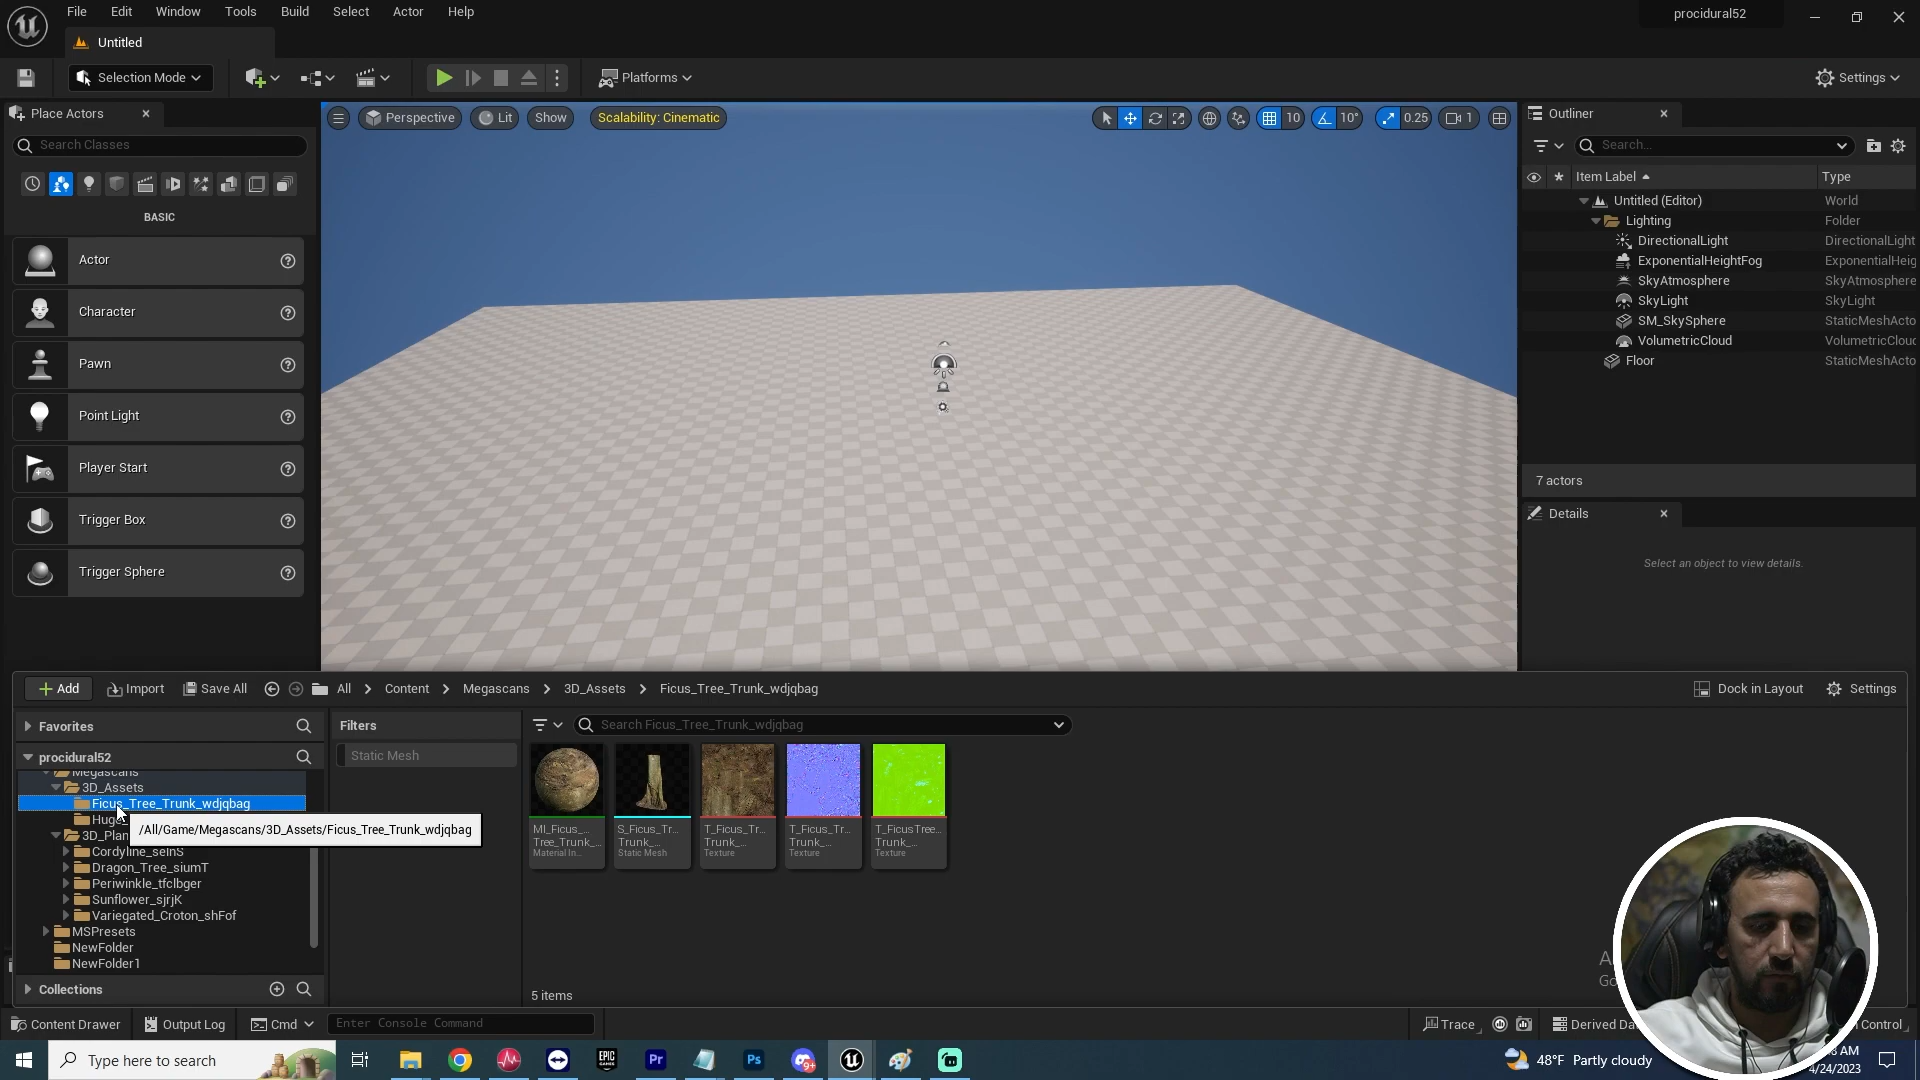 File Edit Window Tools Build Select Actor Help
procidural52
Untitled
Selection Mode
Platforms
Settings
Place Actors
Search Classes
BASIC
Actor
Character
Pawn
Point Light
Player Start
Trigger Box
Trigger Sphere
Perspective Lit Show Scalability: Cinematic
10 10° 0.25 1
Outliner
Search...
Item Label Type
Untitled (Editor) World
Lighting Folder
DirectionalLight DirectionalLight
ExponentialHeightFog ExponentialHeig
SkyAtmosphere SkyAtmosphere
SkyLight SkyLight
SM_SkySphere StaticMeshActo
VolumetricCloud VolumetricClouc
Floor StaticMeshActo
7 actors
Details
Select an object to view details.
Add Import Save All All Content Megascans 3D_Assets Ficus_Tree_Trunk_wdjqbag
Dock in Layout Settings
Favorites
procidural52
Megascans
3D_Assets
Ficus_Tree_Trunk_wdjqbag
Huge
/All/Game/Megascans/3D_Assets/Ficus_Tree_Trunk_wdjqbag
3D_Plan
Cordyline_seinS
Dragon_Tree_siumT
Periwinkle_tfclbger
Sunflower_sjrjK
Variegated_Croton_shFof
MSPresets
NewFolder
NewFolder1
Collections
Filters
Static Mesh
Search Ficus_Tree_Trunk_wdjqbag
MI_Ficus_... Tree_Trunk_... Material In...
S_Ficus_Tr... Trunk_... Static Mesh
T_Ficus_Tr... Trunk_... Texture
T_Ficus_Tr... Trunk_... Texture
T_FicusTree... Trunk_... Texture
5 items
A
Go
Content Drawer Output Log Cmd Enter Console Command
Trace Derived Da Control
Type here to search
Pr Ps 9+
48°F Partly cloudy
AM
4/24/2023